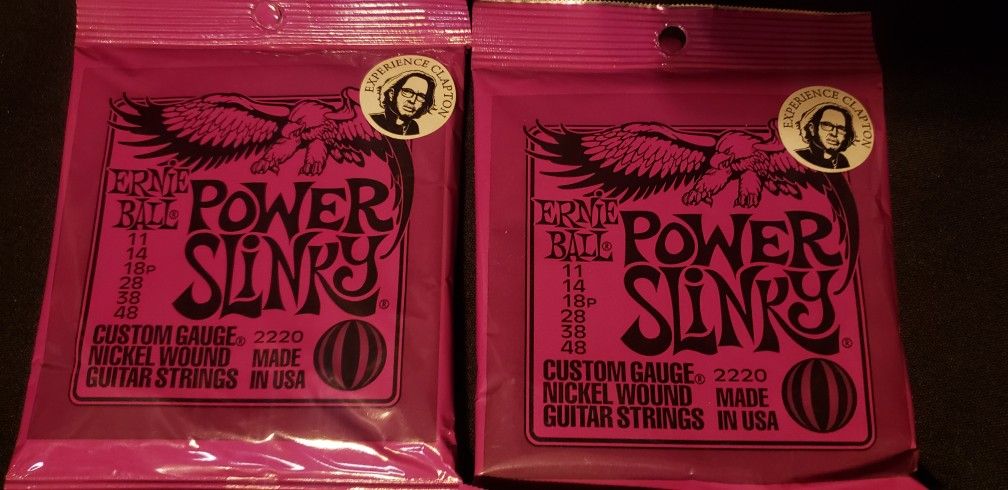 EXPERIENCE CLAPTON
ERNIE
BALL®
POWER
SLINKY®
11
14
18P
28
38
48
CUSTOM GAUGE®
NICKEL WOUND
GUITAR STRINGS
2220
MADE
IN USA
EXPERIENCE CLAPTON
ERNIE
BALL®
POWER
SLINKY®
11
14
18P
28
38
48
CUSTOM GAUGE®
NICKEL WOUND
GUITAR STRINGS
2220
MADE
IN USA